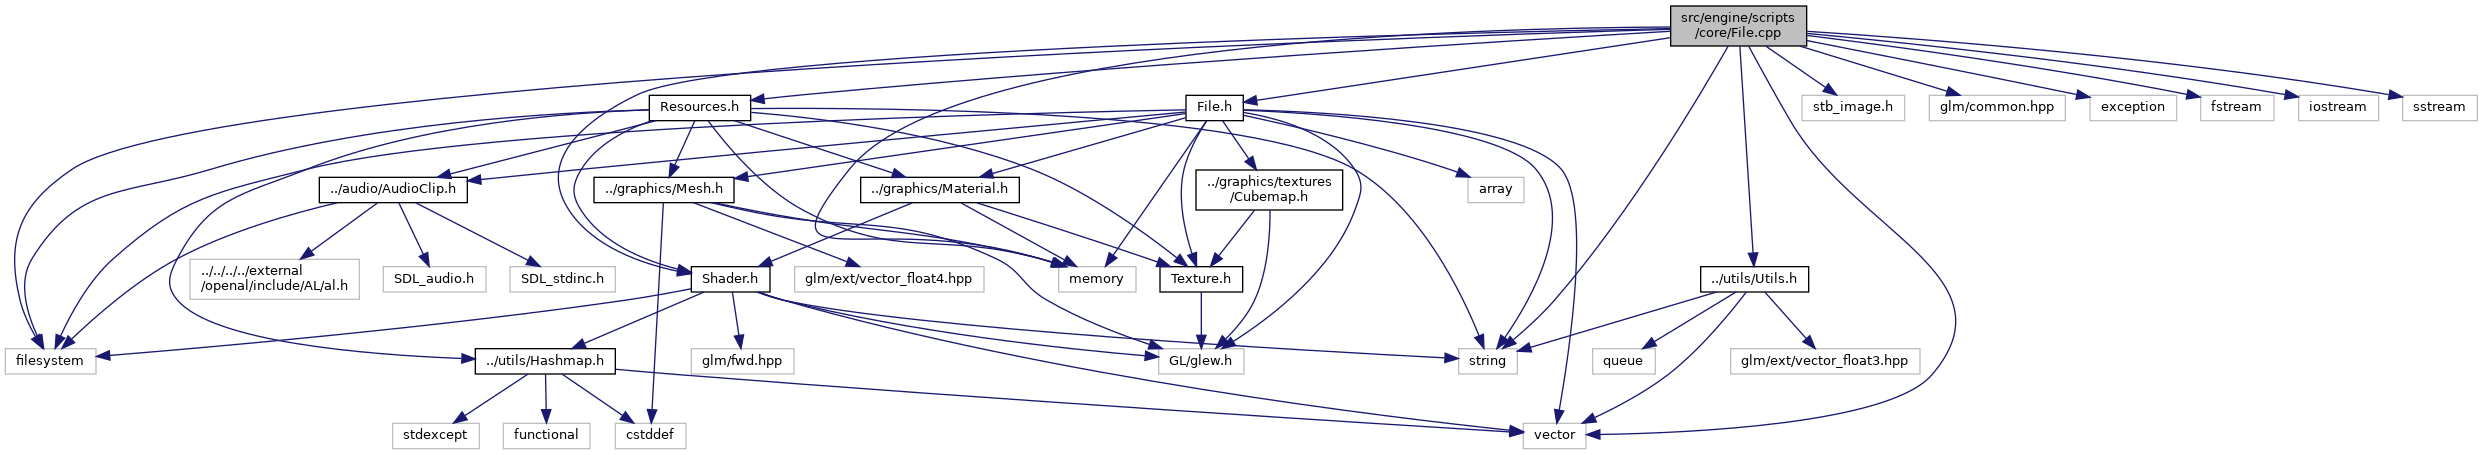 src/engine/scripts
/core/File.cpp
Resources.h
File.h
stb_image.h
glm/common.hpp
exception
fstream
iostream
sstream
../audio/AudioClip.h
../graphics/Mesh.h
../graphics/Material.h
../graphics/textures
/Cubemap.h
array
../../../../external
/openal/include/AL/al.h
SDL_audio.h
SDL_stdinc.h
Shader.h
glm/ext/vector_float4.hpp
memory
Texture.h
../utils/Utils.h
filesystem
../utils/Hashmap.h
glm/fwd.hpp
GL/glew.h
string
queue
glm/ext/vector_float3.hpp
stdexcept
functional
cstddef
vector